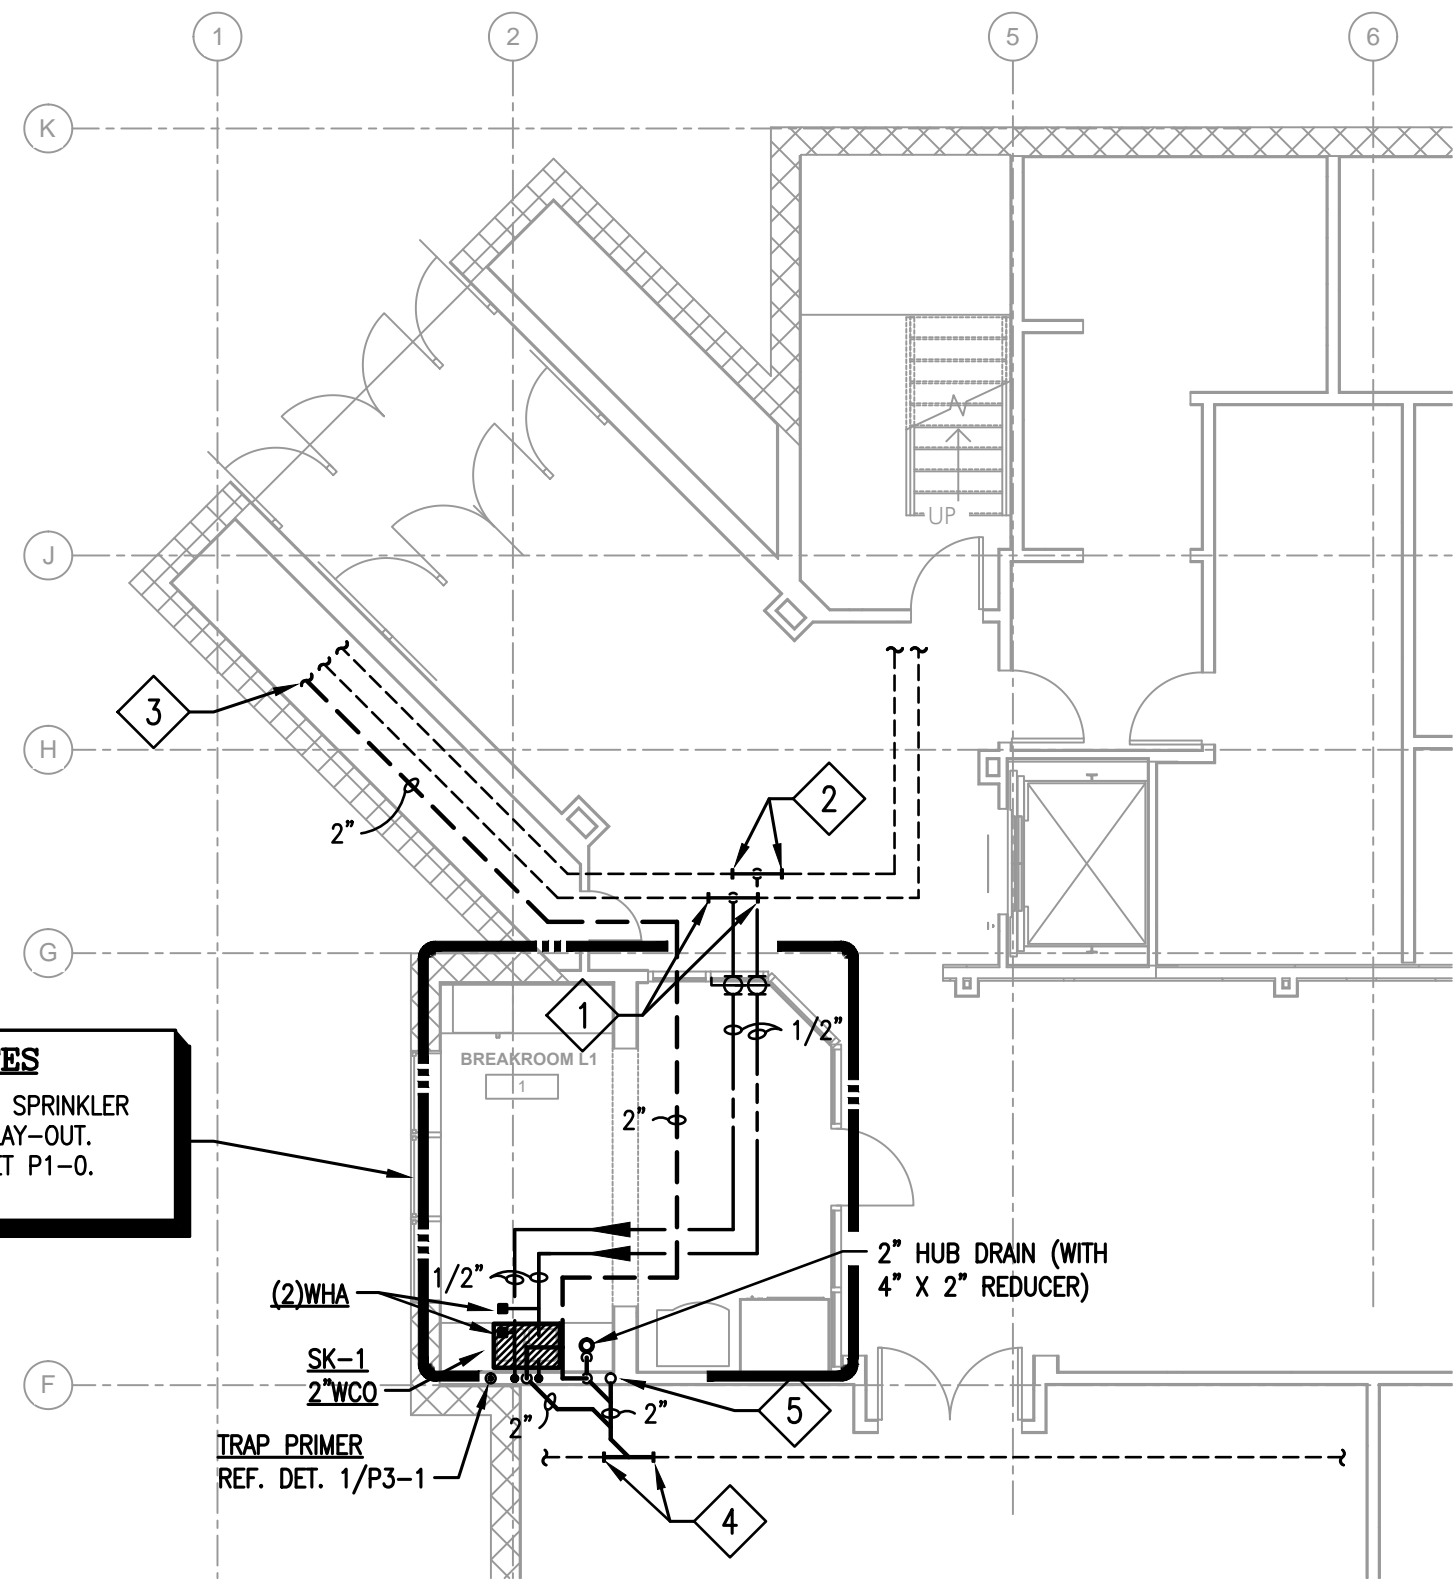 1
2
5
6
K
J
UP
3
H
2
2"
G
1
1/2"
BREAKROOM L1
1
SPRINKLER
AY-OUT.
T P1-0.
2"
2" HUB DRAIN (WITH
4" X 2" REDUCER)
1/2"
(2)WHA
SK-1
2"WCO
F
5
2"
2"
TRAP PRIMER
REF. DET. 1/P3-1
4